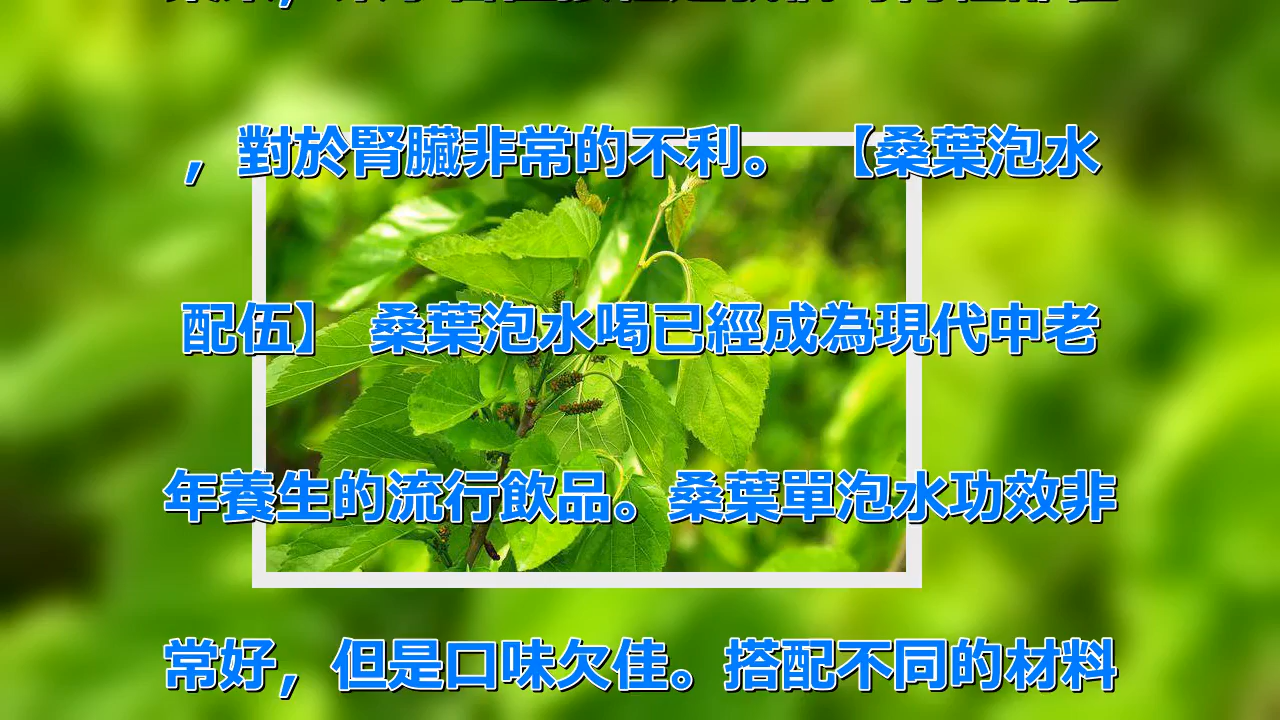 ，對於腎臟非常的不利。 【桑葉泡水
配伍】 桑葉泡水喝已經成為現代中老
年養生的流行飲品。桑葉單泡水功效非
常好，但是口味欠佳。搭配不同的材料